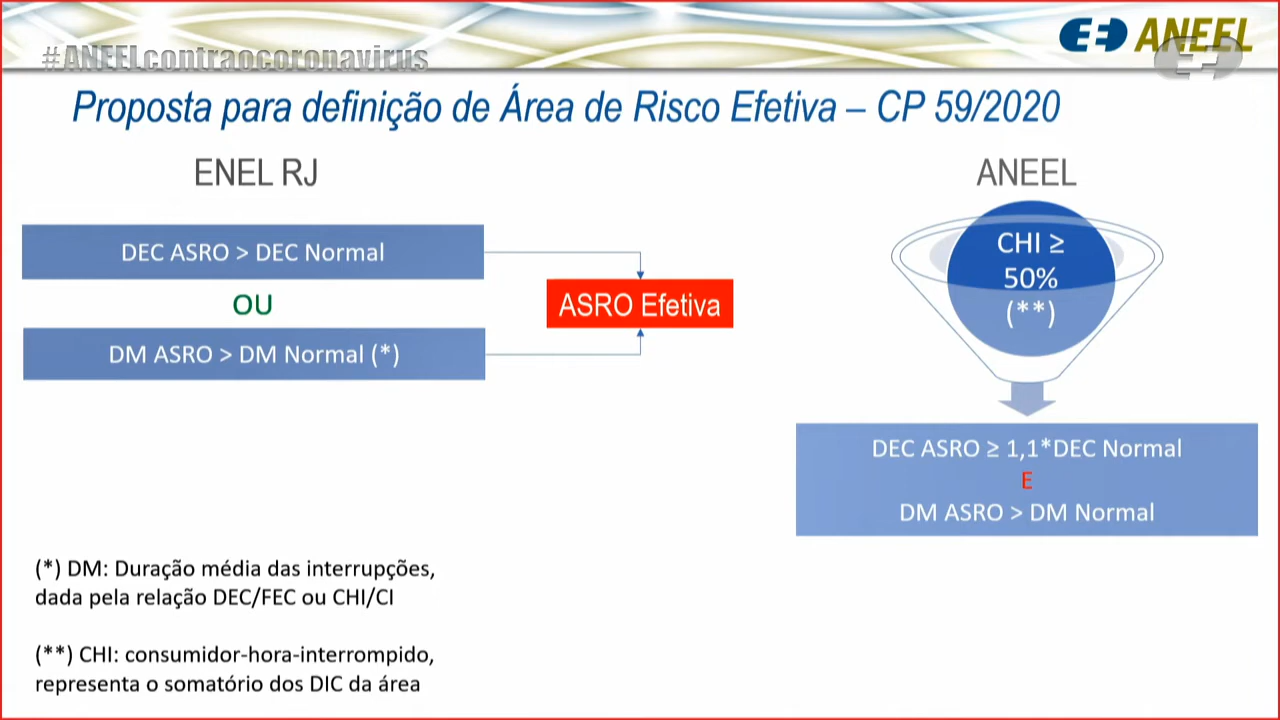 #ANEELcontraocoronavirus
ANEEL
Proposta para definição de Área de Risco Efetiva – CP 59/2020
ENEL RJ
DEC ASRO > DEC Normal
OU
DM ASRO > DM Normal (*)
ASRO Efetiva
ANEEL
CHI ≥
50%
(**)
DEC ASRO ≥ 1,1*DEC Normal
E
DM ASRO > DM Normal
(*) DM: Duração média das interrupções,
dada pela relação DEC/FEC ou CHI/CI
(**) CHI: consumidor-hora-interrompido,
representa o somatório dos DIC da área